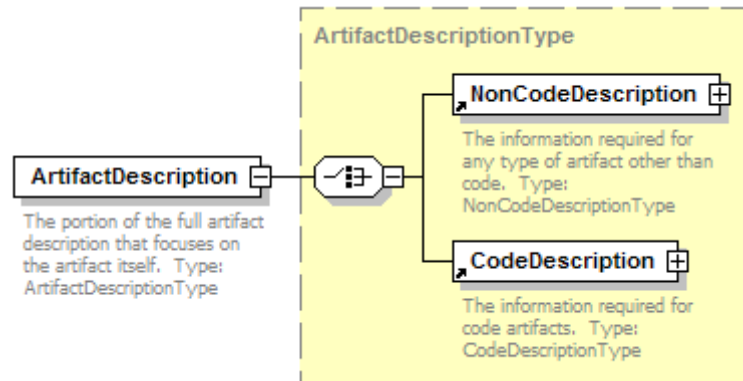 ArtifactDescriptionType
NonCodeDescription
The information required for
any type of artifact other than
code. Type:
NonCodeDescriptionType
ArtifactDescription
The portion of the full artifact
description that focuses on
the artifact itself. Type:
ArtifactDescriptionType
CodeDescription
The information required for
code artifacts. Type:
CodeDescriptionType